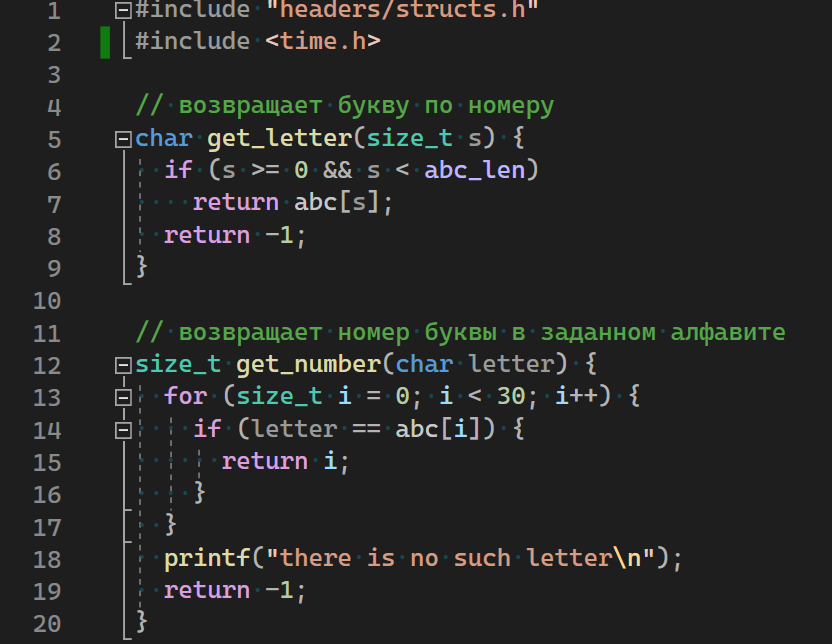 1 #include "headers/structs.h"
2 #include <time.h>
3
4 // возвращает букву по номеру
5 char get_letter(size_t s) {
6 if (s >= 0 && s < abc_len)
7 return abc[s];
8 return -1;
9 }
10
11 // возвращает номер буквы в заданном алфавите
12 size_t get_number(char letter) {
13 for (size_t i = 0; i < 30; i++) {
14 if (letter == abc[i]) {
15 return i;
16 }
17 }
18 printf("there is no such letter\n");
19 return -1;
20 }